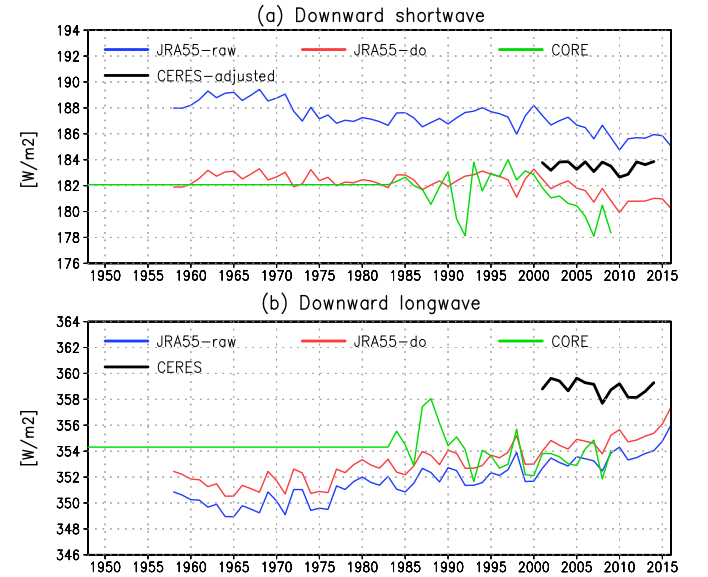 (a) Downward shortwave
194
192
190
188
186
184
182
180
178
176
[W/m2]
JRA55-raw JRA55-do CORE
CERES-adjusted
1950 1955 1960 1965 1970 1975 1980 1985 1990 1995 2000 2005 2010 2015
(b) Downward longwave
364
362
360
358
356
354
352
350
348
346
[W/m2]
JRA55-raw JRA55-do CORE
CERES
1950 1955 1960 1965 1970 1975 1980 1985 1990 1995 2000 2005 2010 2015